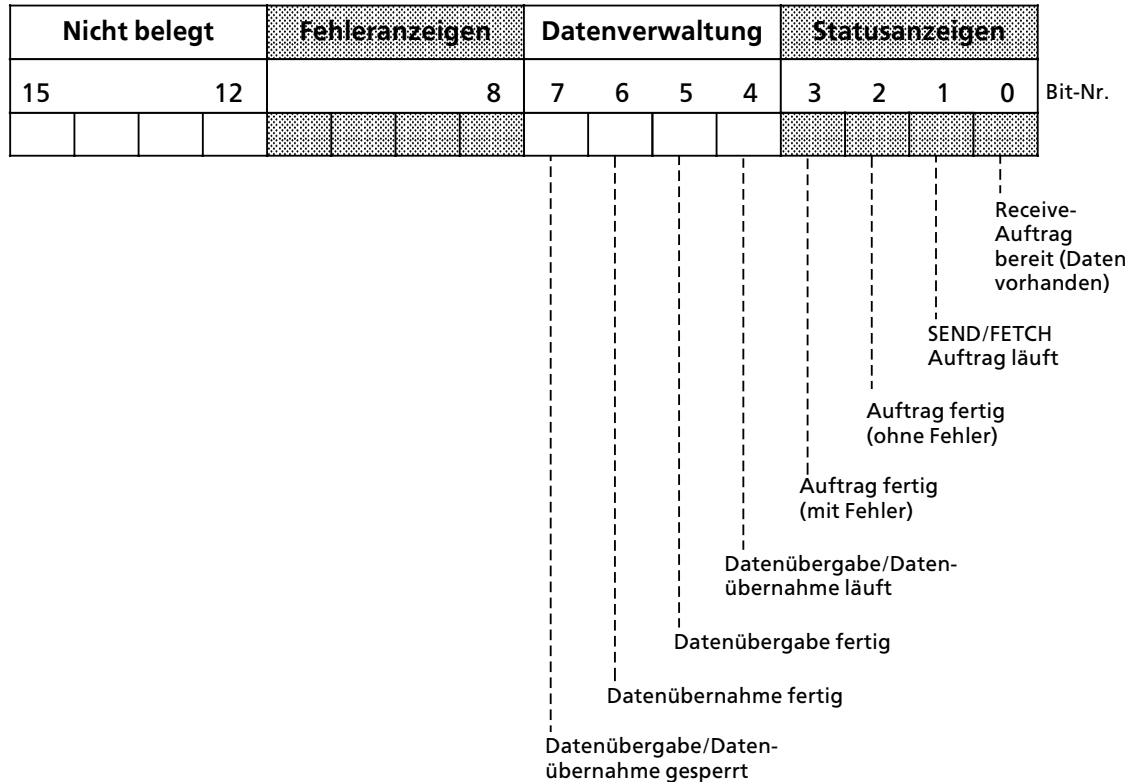 Nicht belegt Fehleranzeigen Datenverwaltung Statusanzeigen
15 12 8 7 6 5 4 3 2 1 0 Bit-Nr.
Receive-
Auftrag
bereit (Daten
vorhanden)
SEND/FETCH
Auftrag läuft
Auftrag fertig
(ohne Fehler)
Auftrag fertig
(mit Fehler)
Datenübergabe/Daten-
übernahme läuft
Datenübergabe fertig
Datenübernahme fertig
Datenübergabe/Daten-
übernahme gesperrt